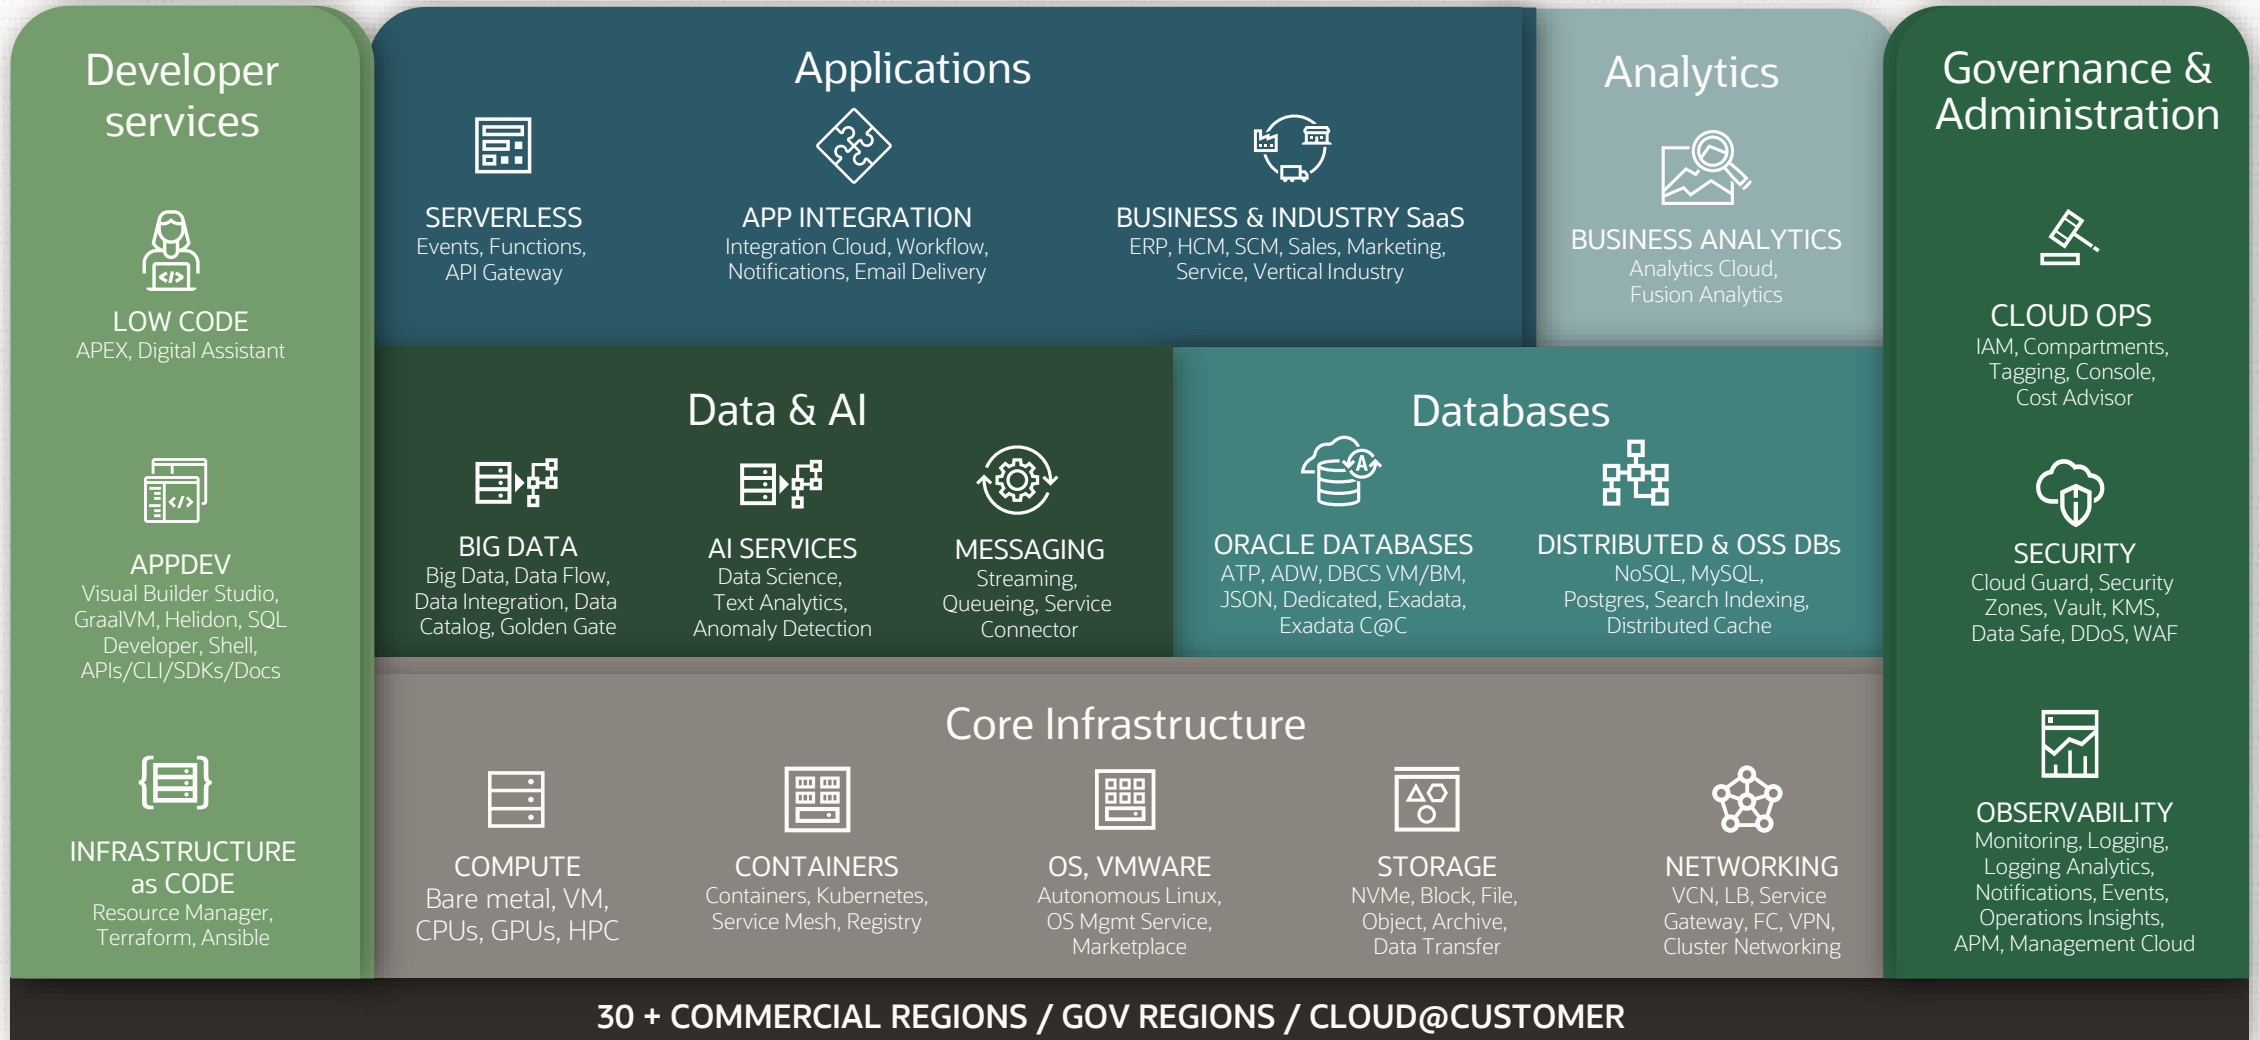 Developer
services
LOW CODE
APEX, Digital Assistant
APPDEV
Visual Builder Studio,
GraalVM, Helidon, SQL
Developer, Shell,
APIs/CLI/SDKs/Docs
INFRASTRUCTURE
as CODE
Resource Manager,
Terraform, Ansible
Applications
SERVERLESS
Events, Functions,
API Gateway
APP INTEGRATION
Integration Cloud, Workflow,
Notifications, Email Delivery
BUSINESS & INDUSTRY SaaS
ERP, HCM, SCM, Sales, Marketing,
Service, Vertical Industry
Analytics
BUSINESS ANALYTICS
Analytics Cloud,
Fusion Analytics
Data & AI
BIG DATA
Big Data, Data Flow,
Data Integration, Data
Catalog, Golden Gate
AI SERVICES
Data Science,
Text Analytics,
Anomaly Detection
MESSAGING
Streaming,
Queueing, Service
Connector
Databases
A
ORACLE DATABASES
ATP, ADW, DBCS VM/BM,
JSON, Dedicated, Exadata,
Exadata C@C
DISTRIBUTED & OSS DBs
NoSQL, MySQL,
Postgres, Search Indexing,
Distributed Cache
Core Infrastructure
COMPUTE
Bare metal, VM,
CPUs, GPUs, HPC
CONTAINERS
Containers, Kubernetes,
Service Mesh, Registry
OS, VMWARE
Autonomous Linux,
OS Mgmt Service,
Marketplace
STORAGE
NVMe, Block, File,
Object, Archive,
Data Transfer
NETWORKING
VCN, LB, Service
Gateway, FC, VPN,
Cluster Networking
Governance &
Administration
CLOUD OPS
IAM, Compartments,
Tagging, Console,
Cost Advisor
SECURITY
Cloud Guard, Security
Zones, Vault, KMS,
Data Safe, DDoS, WAF
OBSERVABILITY
Monitoring, Logging,
Logging Analytics,
Notifications, Events,
Operations Insights,
APM, Management Cloud
30 + COMMERCIAL REGIONS / GOV REGIONS / CLOUD@CUSTOMER